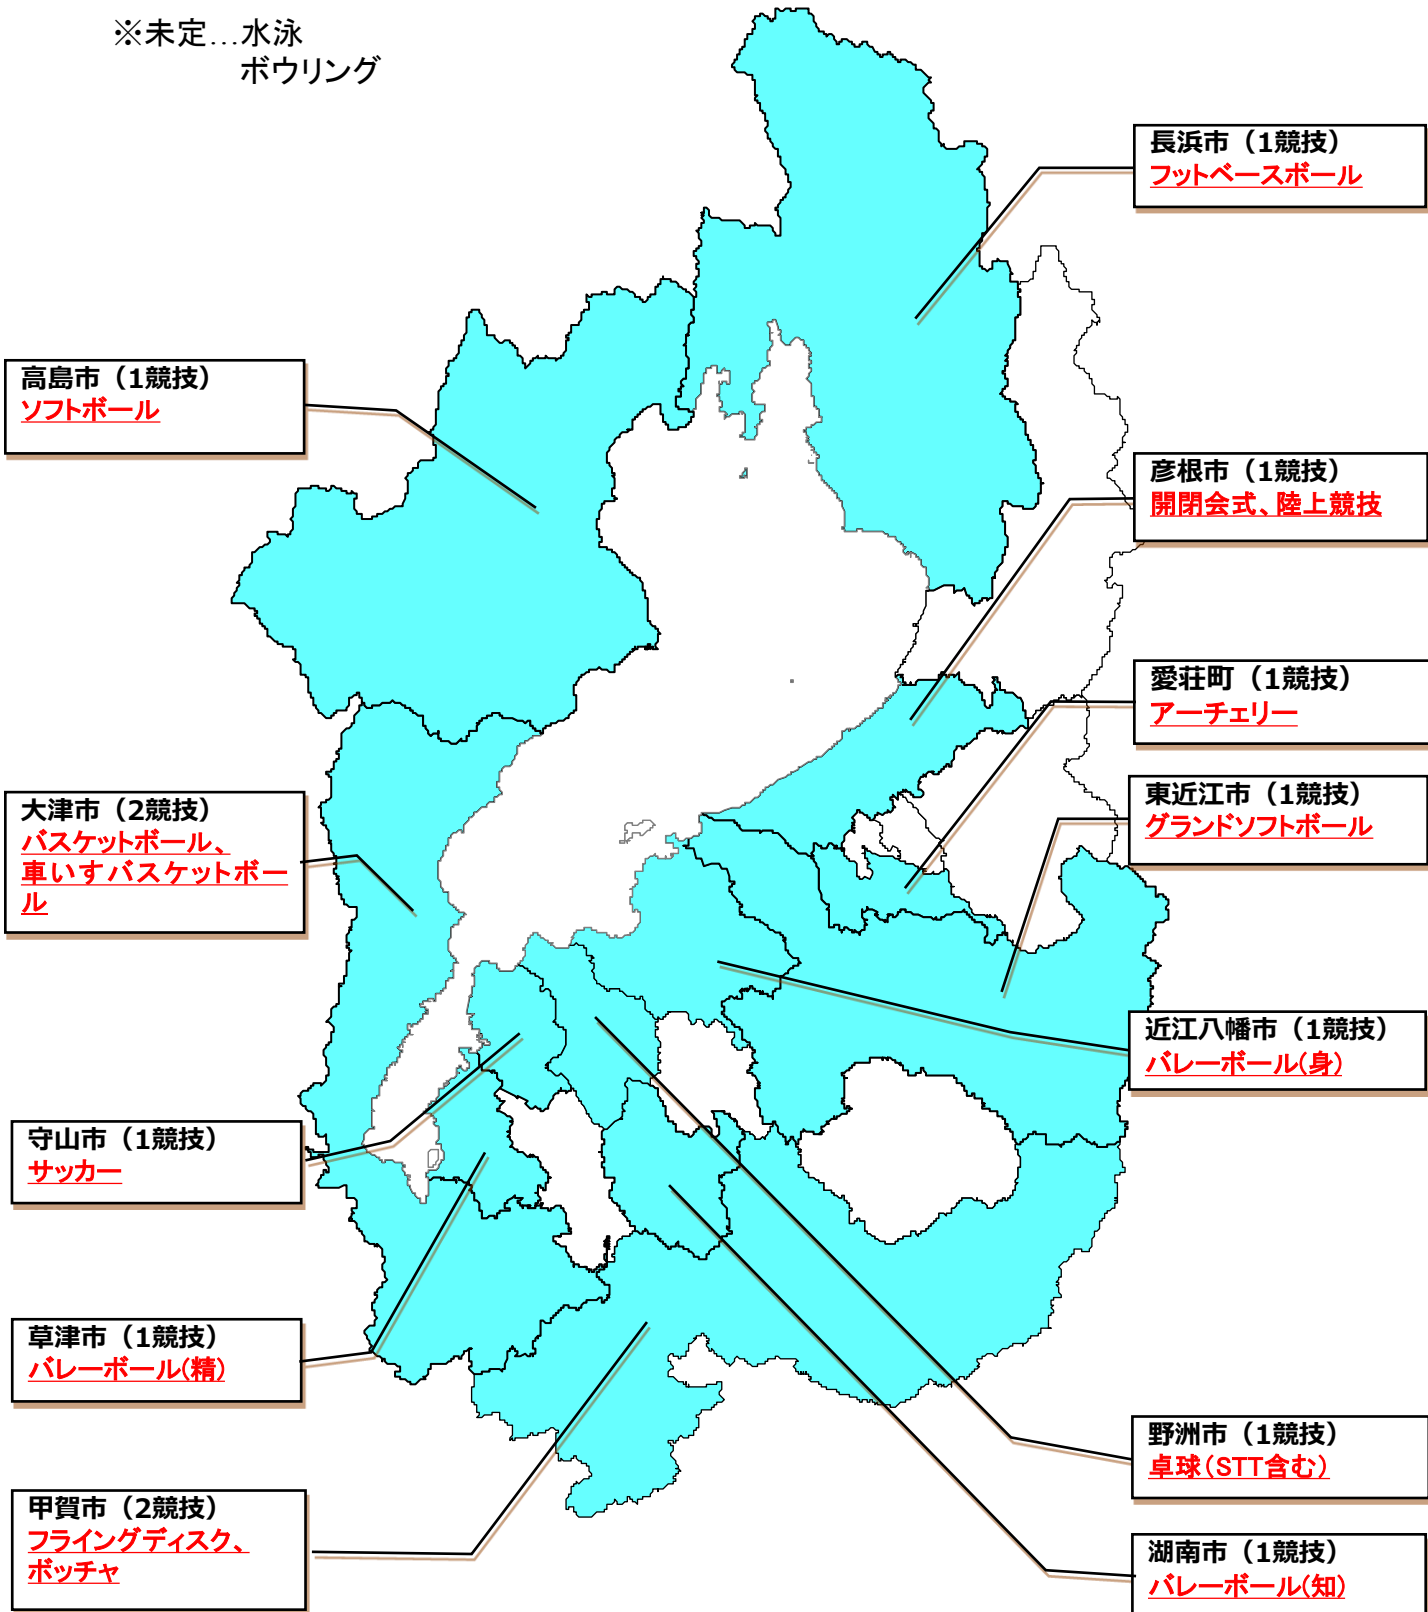 ※未定…水泳
ボウリング
長浜市（1競技）
フットベースボール
高島市（1競技）
ソフトボール
彦根市（1競技）
開閉会式、陸上競技
愛荘町（1競技）
アーチェリー
大津市（2競技）
バスケットボール、
車いすバスケットボー
ル
東近江市（1競技）
グランドソフトボール
近江八幡市（1競技）
バレーボール(身)
守山市（1競技）
サッカー
草津市（1競技）
バレーボール(精)
野洲市（1競技）
卓球（STT含む）
甲賀市（2競技）
フライングディスク、
ボッチャ
湖南市（1競技）
バレーボール(知)